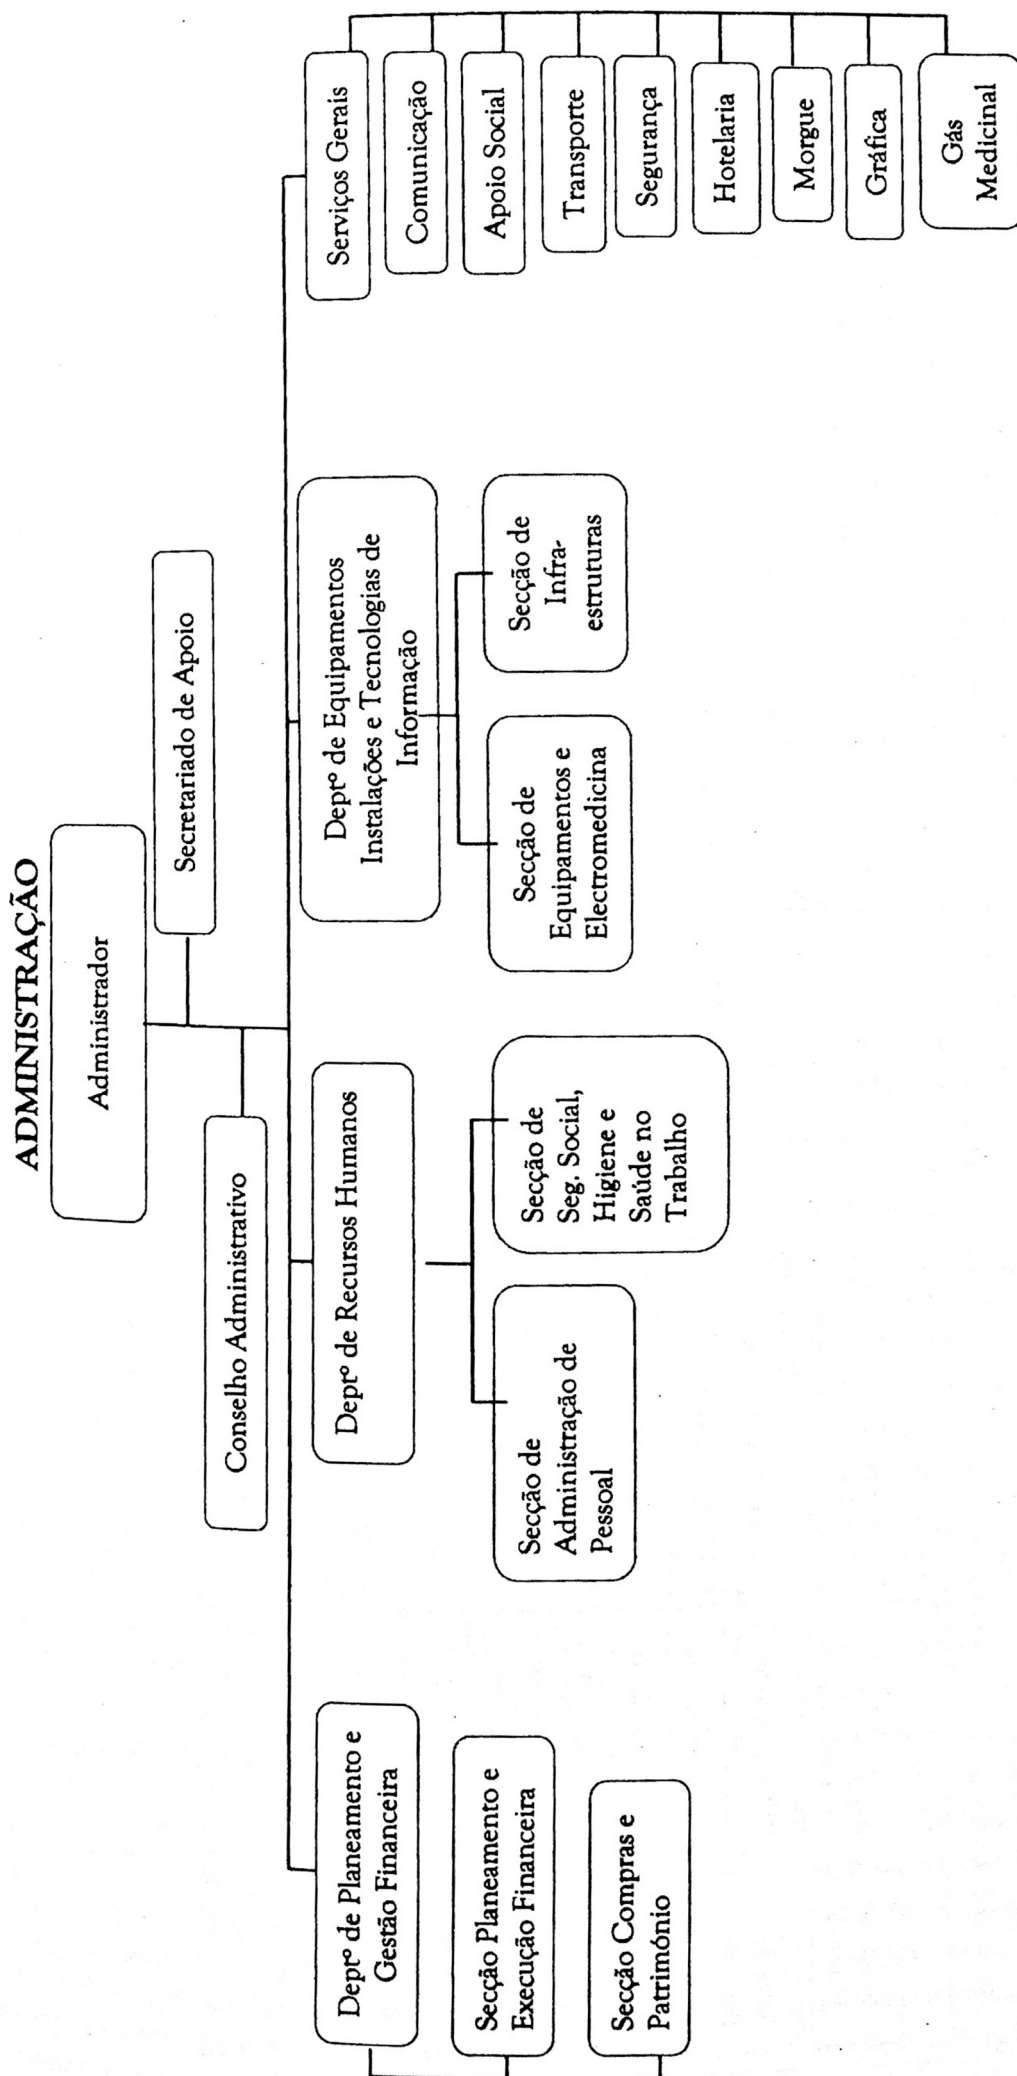 ADMINISTRAÇÃO
Administrador
Secretariado de Apoio
Conselho Administrativo
Deptº de Planeamento e
Gestão Financeira
Secção Planeamento e
Execução Financeira
Secção Compras e
Património
Deptº de Recursos Humanos
Secção de
Administração de
Pessoal
Secção de
Seg. Social,
Higiene e
Saúde no
Trabalho
Deptº de Equipamentos
Instalações e Tecnologias de
Informação
Secção de
Equipamentos e
Electromedicina
Secção de
Infra-
estruturas
Serviços Gerais
Comunicação
Apoio Social
Transporte
Segurança
Hotelaria
Morgue
Gráfica
Gás
Medicinal